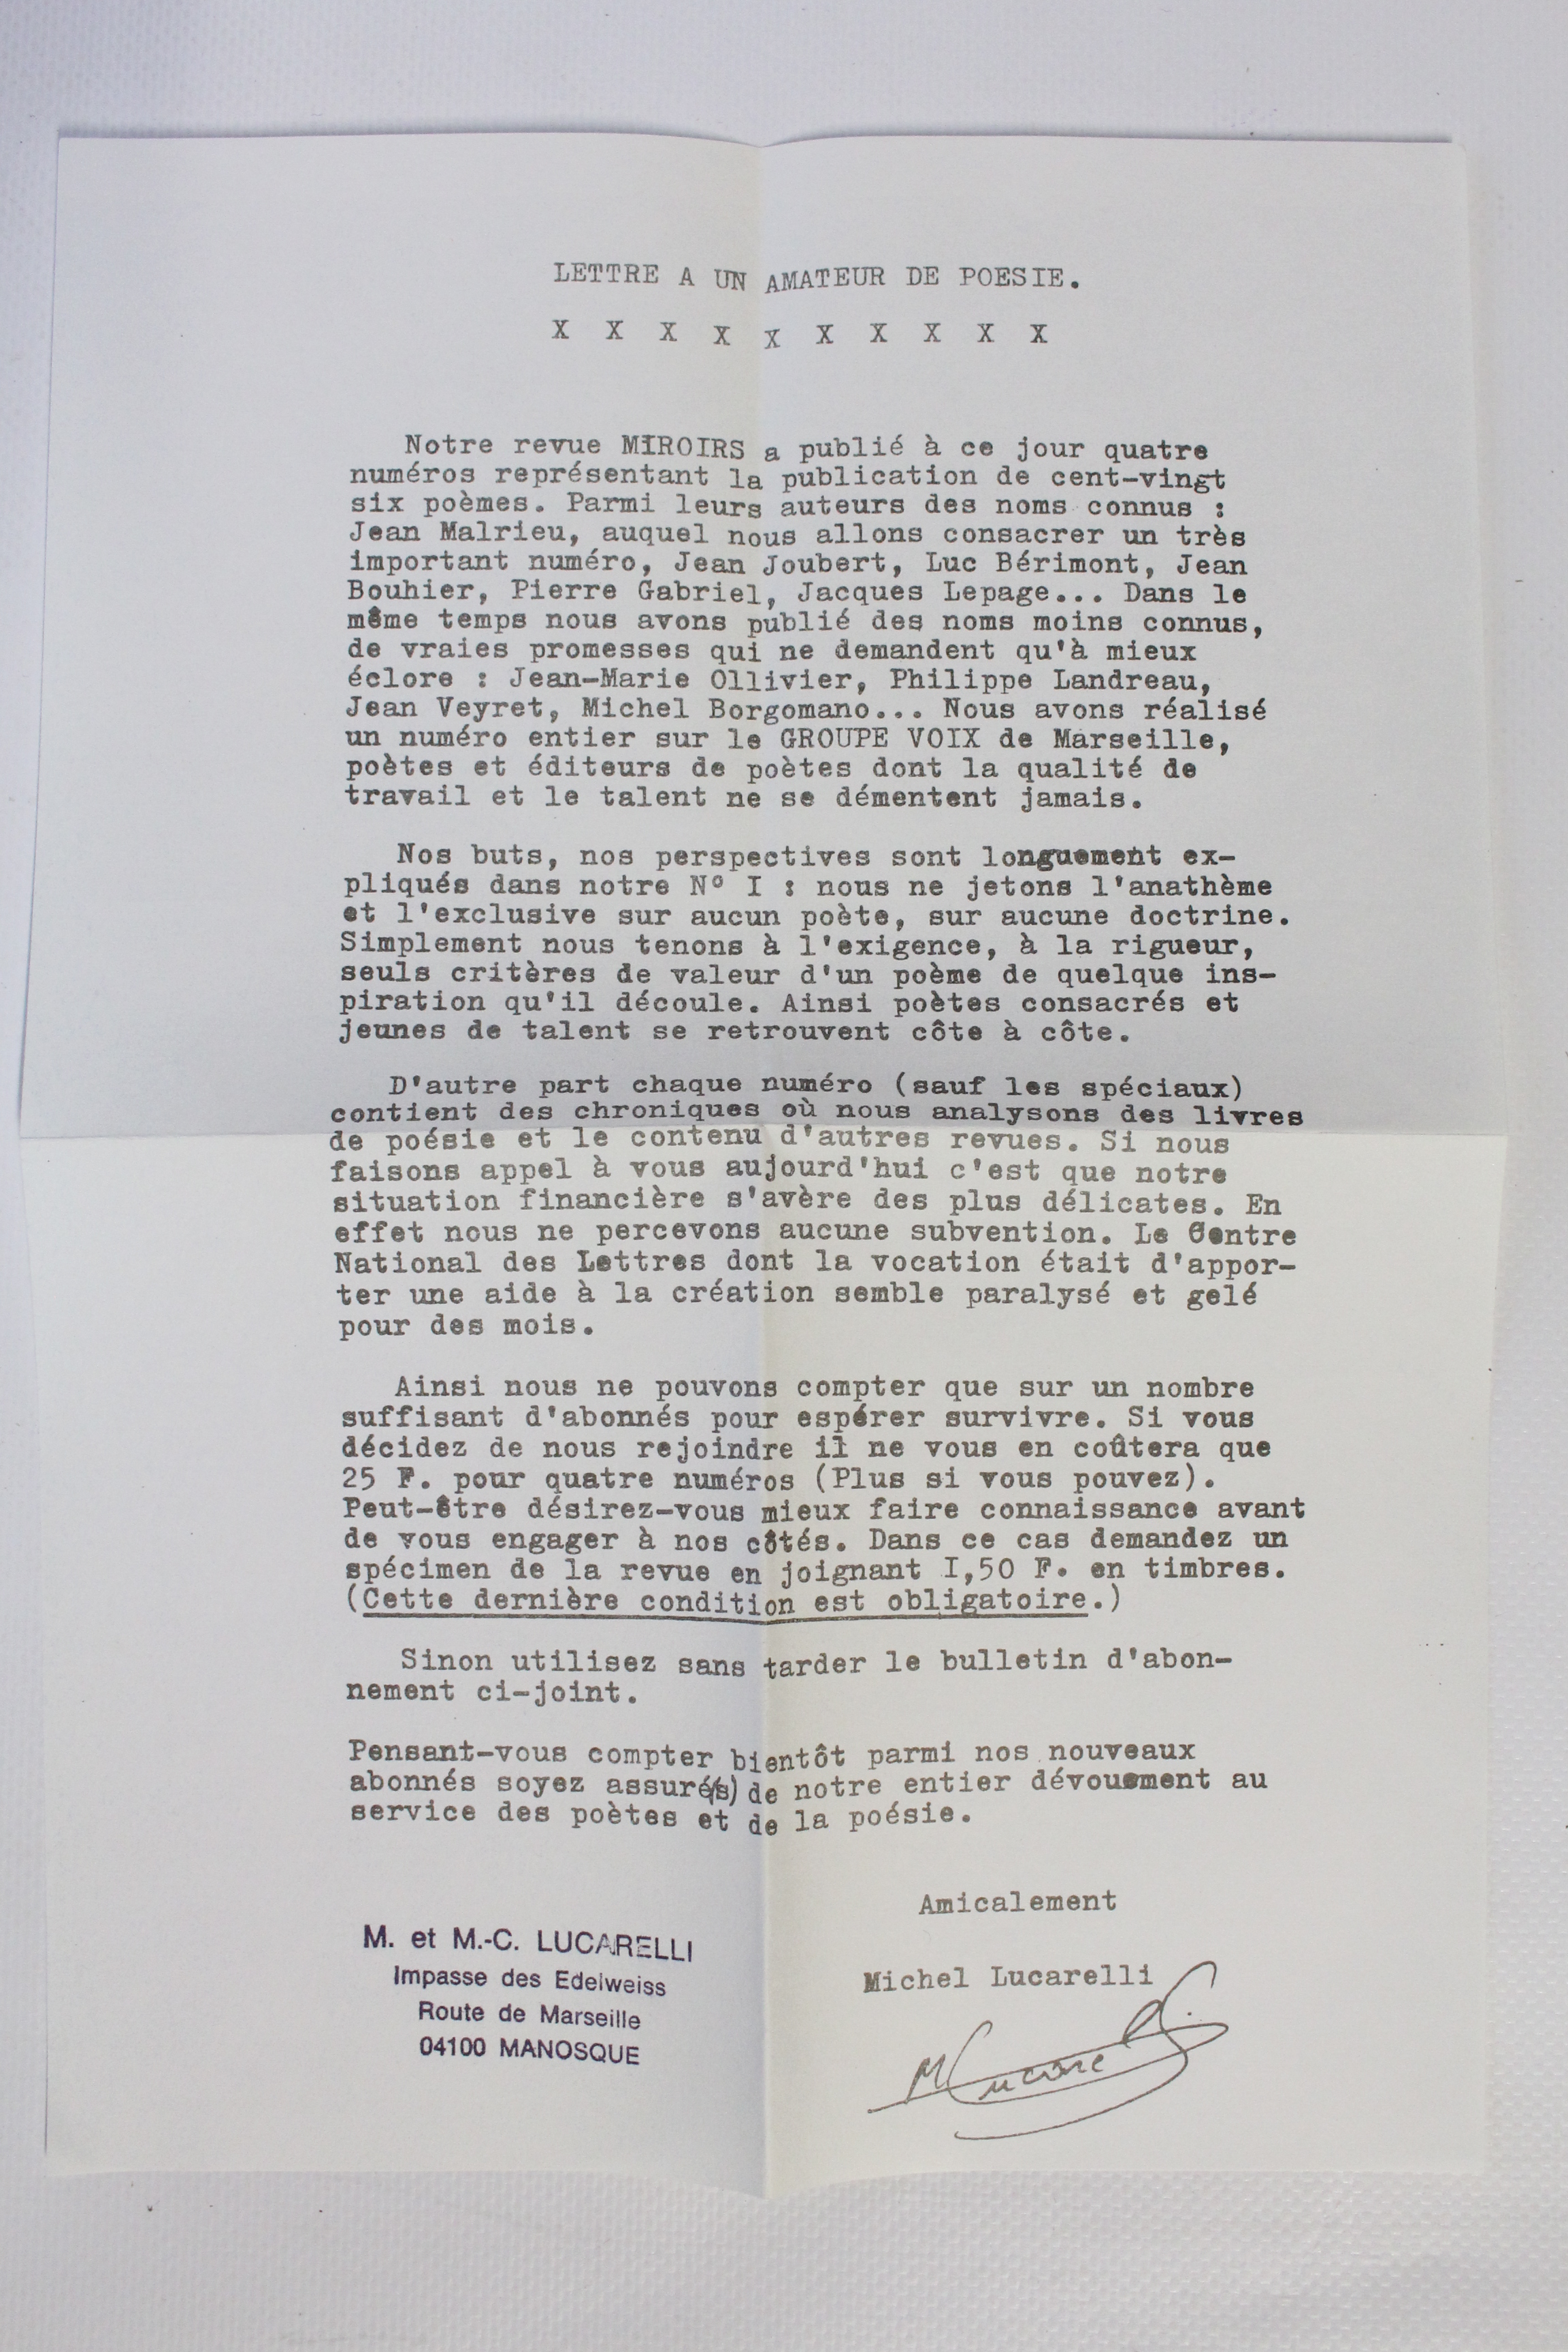 LETTRE A UN AMATEUR DE POESIE.
X X X X X X X X X X
Notre revue MIROIRS a publié à ce jour quatre
numéros représentant la publication de cent-vingt
six poèmes. Parmi leurs auteurs des noms connus :
Jean Malrieu, auquel nous allons consacrer un très
important numéro, Jean Joubert, Luc Bérimont, Jean
Bouhier, Pierre Gabriel, Jacques Lepage... Dans le
même temps nous avons publié des noms moins connus,
de vraies promesses qui ne demandent qu'à mieux
éclore : Jean-Marie Ollivier, Philippe Landreau,
Jean Veyret, Michel Borgomano... Nous avons réalisé
un numéro entier sur le GROUPE VOIX de Marseille,
poètes et éditeurs de poètes dont la qualité de
travail et le talent ne se démentent jamais.
Nos buts, nos perspectives sont longuement ex-
pliqués dans notre N° I : nous ne jetons l'anathème
et l'exclusive sur aucun poète, sur aucune doctrine.
Simplement nous tenons à l'exigence, à la rigueur,
seuls critères de valeur d'un poème de quelque ins-
piration qu'il découle. Ainsi poètes consacrés et
jeunes de talent se retrouvent côte à côte.
D'autre part chaque numéro (sauf les spéciaux)
contient des chroniques où nous analysons des livres
de poésie et le contenu d'autres revues. Si nous
faisons appel à vous aujourd'hui c'est que notre
situation financière s'avère des plus délicates. En
effet nous ne percevons aucune subvention. Le Centre
National des Lettres dont la vocation était d'appor-
ter une aide à la création semble paralysé et gelé
pour des mois.
Ainsi nous ne pouvons compter que sur un nombre
suffisant d'abonnés pour espérer survivre. Si vous
décidez de nous rejoindre il ne vous en coûtera que
25 F. pour quatre numéros (Plus si vous pouvez).
Peut-être désirez-vous mieux faire connaissance avant
de vous engager à nos côtés. Dans ce cas demandez un
spécimen de la revue en joignant I,50 F. en timbres.
(Cette dernière condition est obligatoire.)
Sinon utilisez sans tarder le bulletin d'abon-
nement ci-joint.
Pensant-vous compter bientôt parmi nos nouveaux
abonnés soyez assuré(s) de notre entier dévouement au
service des poètes et de la poésie.
Amicalement
Michel Lucarelli
M. et M.-C. LUCARELLI
Impasse des Edelweiss
Route de Marseille
04100 MANOSQUE